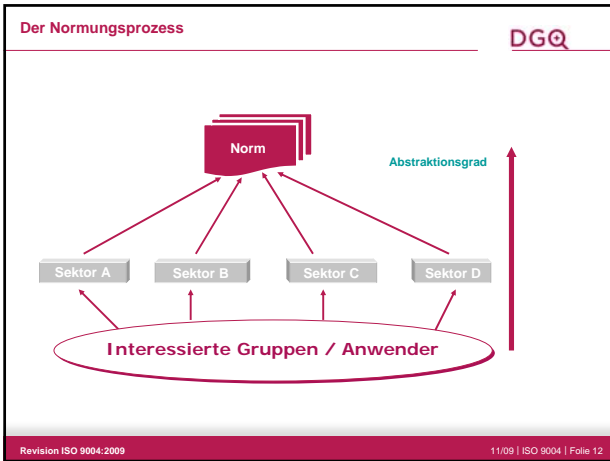 Der Normungsprozess
DGQ
Norm
Abstraktionsgrad
Sektor A
Sektor B
Sektor C
Sektor D
Interessierte Gruppen / Anwender
Revision ISO 9004:2009
11/09 | ISO 9004 | Folie 12